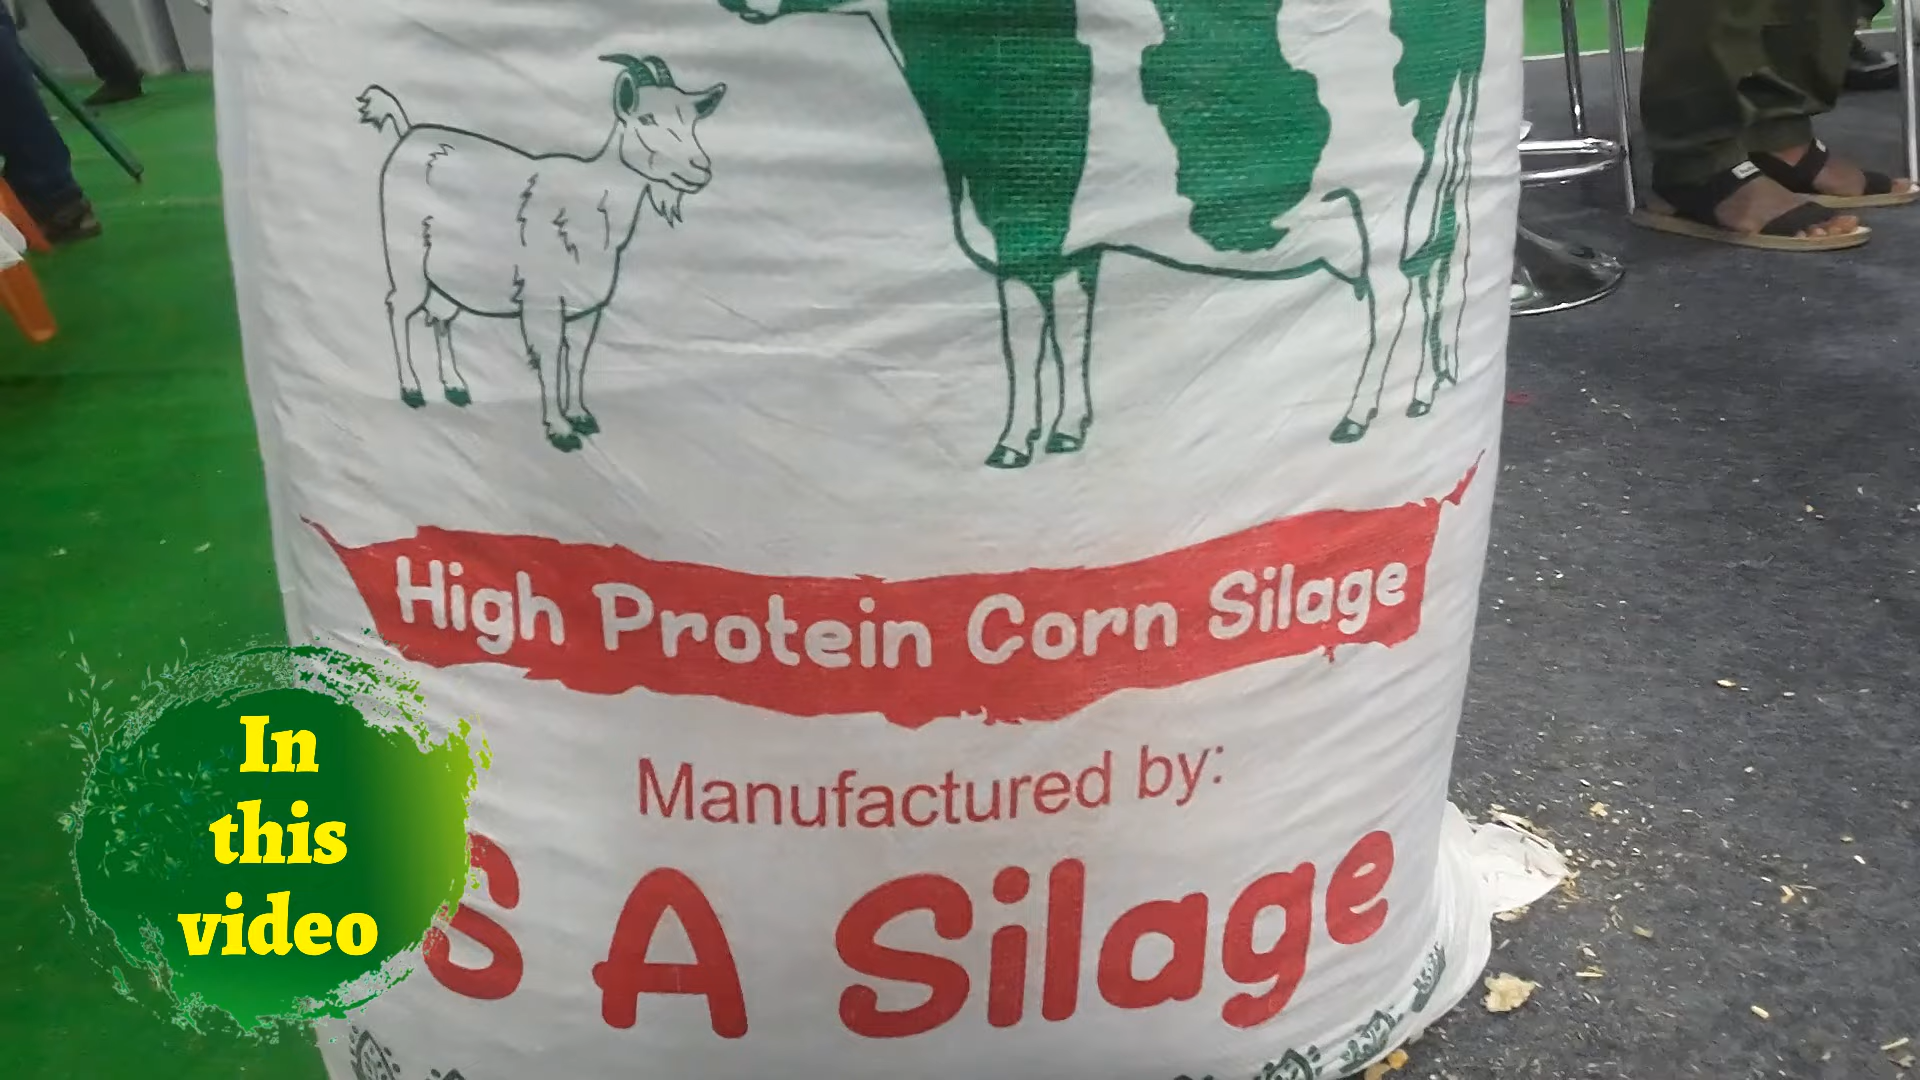 High Protein Corn Silage
Manufactured by:
S A Silage
In
this
video